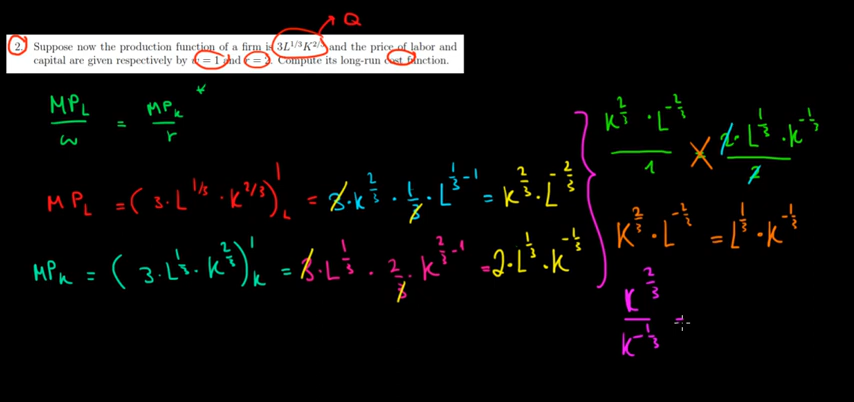 Q
2. Suppose now the production function of a firm is 3L^{1/3}K^{2/3} and the price of labor and
capital are given respectively by w = 1 and r = 2. Compute its long-run cost function.
MP_L / w = MP_K / r *
MP_L = (3 · L^{1/3} · K^{2/3})'_L = 3 · K^{2/3} · 1/3 · L^{1/3 - 1} = K^{2/3} · L^{-2/3}
MP_K = (3 · L^{1/3} · K^{2/3})'_K = 3 · L^{1/3} · 2/3 · K^{2/3 - 1} = 2 · L^{1/3} · K^{-1/3}
K^{2/3} · L^{-2/3} / 1 = 2 · L^{1/3} · K^{-1/3} / 2
K^{2/3} · L^{-2/3} = L^{1/3} · K^{-1/3}
K^{2/3} / K^{-1/3} =